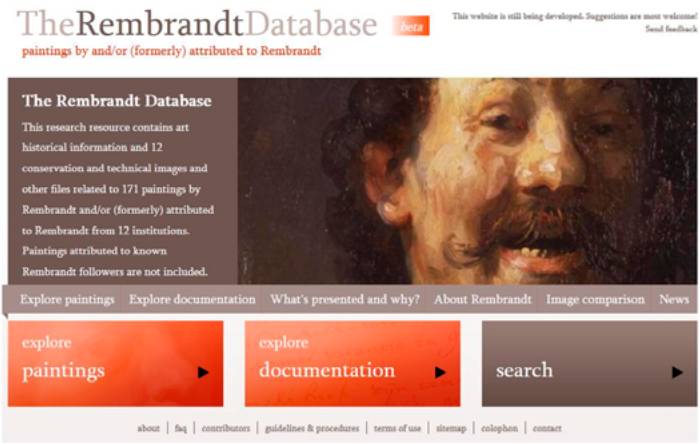 TheRembrandtDatabase beta
This website is still being developed. Suggestions are most welcome
Send feedback
paintings by and/or (formerly) attributed to Rembrandt
The Rembrandt Database
This research resource contains art
historical information and 12
conservation and technical images and
other files related to 171 paintings by
Rembrandt and/or (formerly) attributed
to Rembrandt from 12 institutions.
Paintings attributed to known
Rembrandt followers are not included.
Explore paintings Explore documentation What's presented and why? About Rembrandt Image comparison News
explore
paintings
explore
documentation
search
about | faq | contributors | guidelines & procedures | terms of use | sitemap | colophon | contact